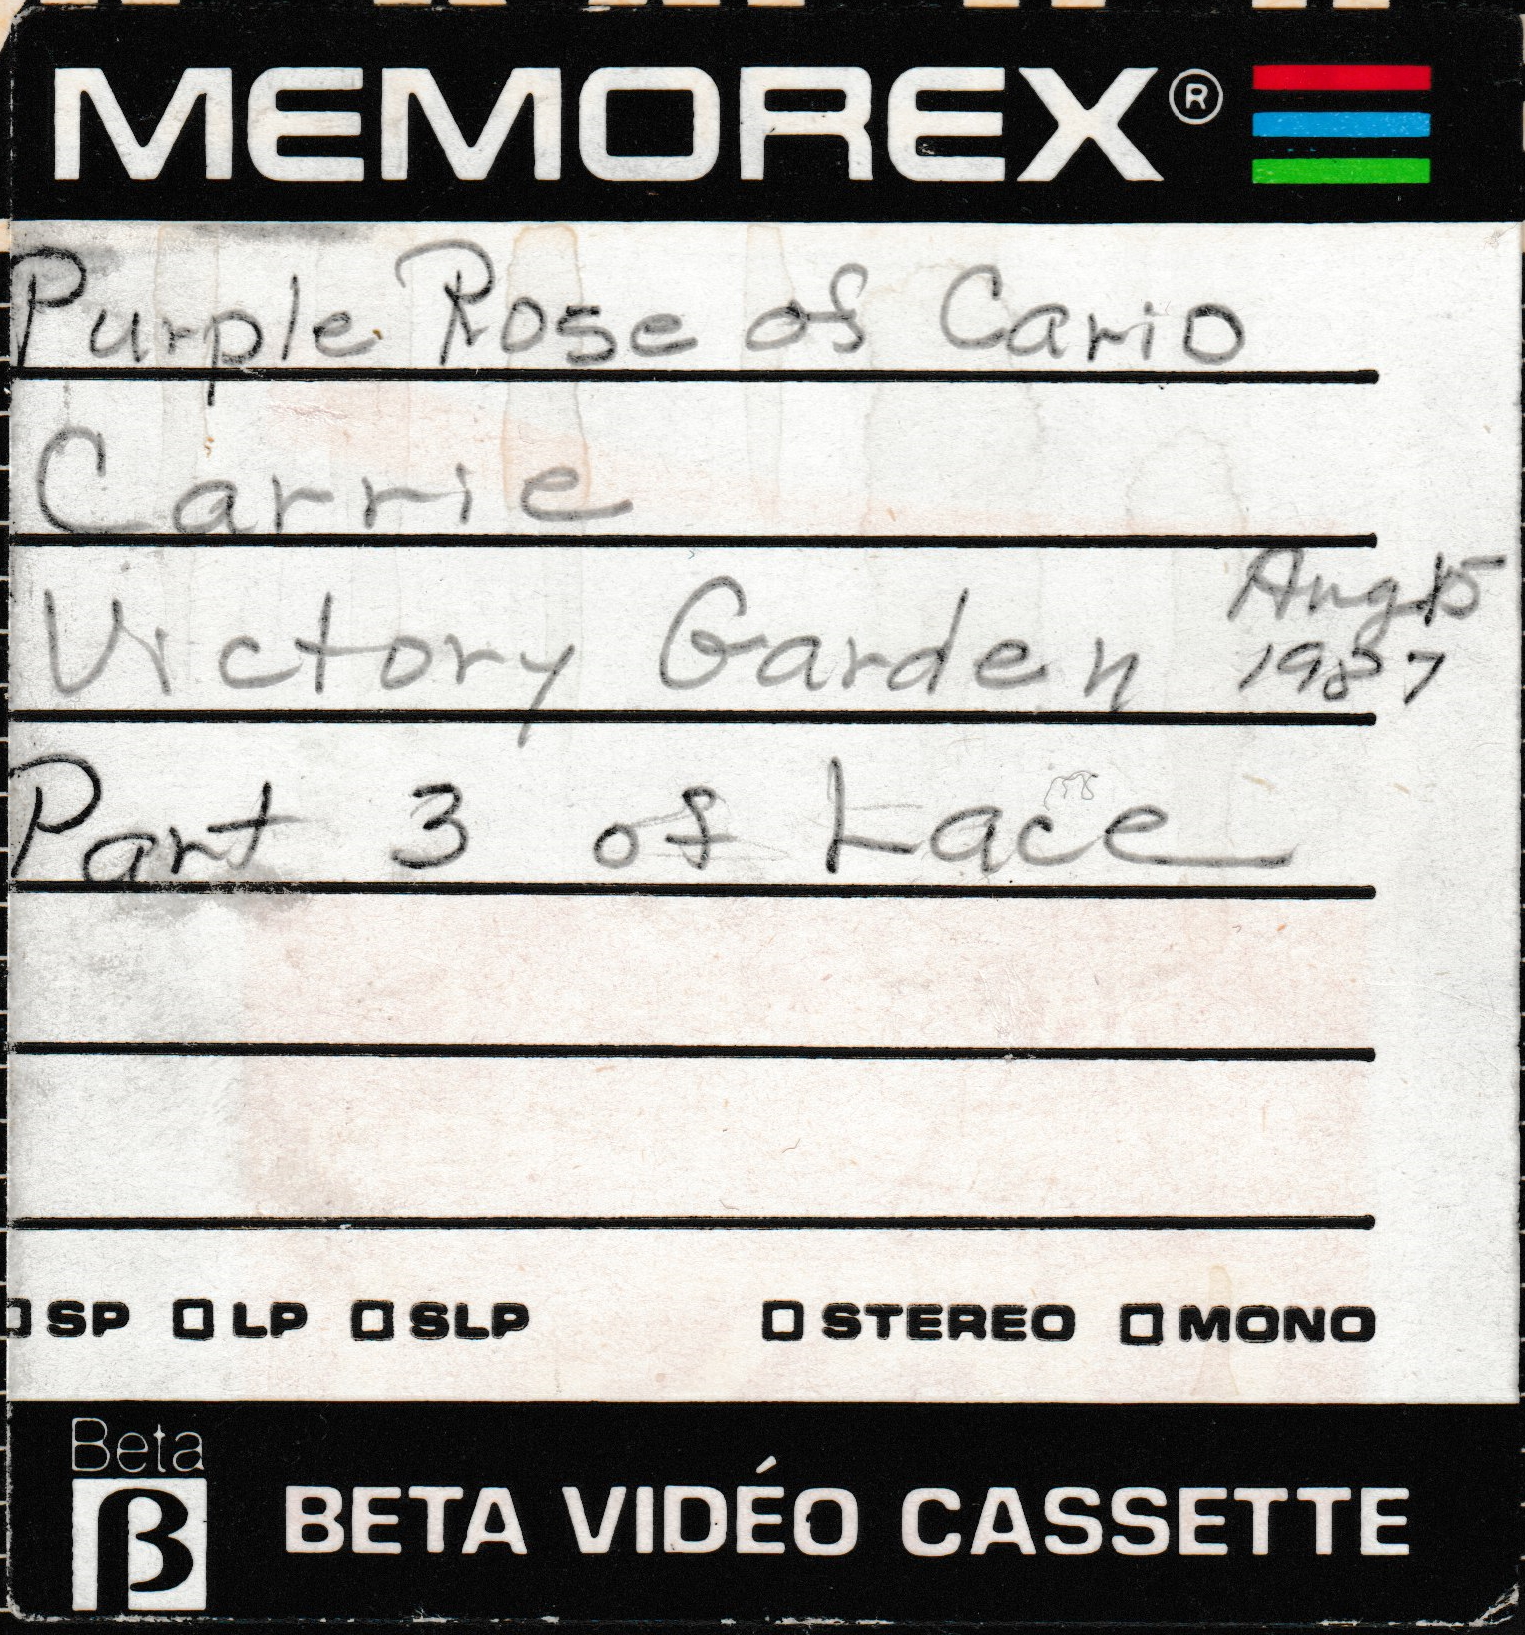 MEMOREX®
Purple Rose of Cario
Carrie
Victory Garden Aug 15
1987
Part 3 of Lace
SP LP SLP STEREO MONO
Beta
β BETA VIDÉO CASSETTE